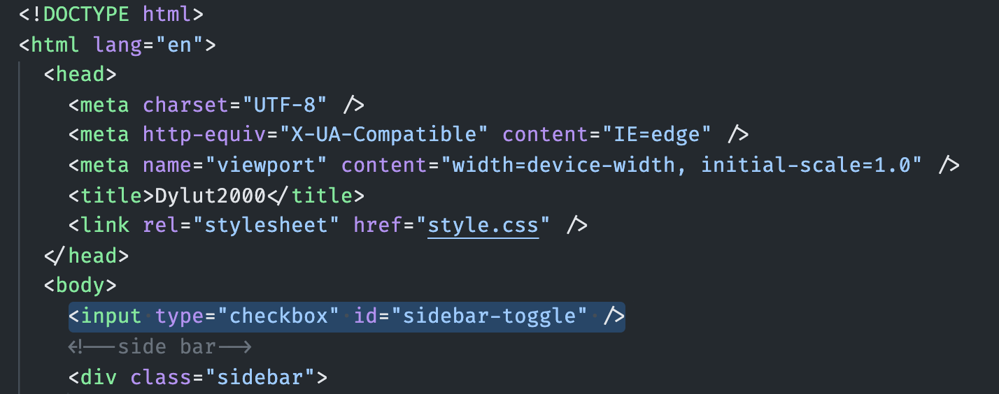 <!DOCTYPE html>
<html lang="en">
<head>
<meta charset="UTF-8" />
<meta http-equiv="X-UA-Compatible" content="IE=edge" />
<meta name="viewport" content="width=device-width, initial-scale=1.0" />
<title>Dylut2000</title>
<link rel="stylesheet" href="style.css" />
</head>
<body>
<input type="checkbox" id="sidebar-toggle" />
<!--side bar-->
<div class="sidebar">